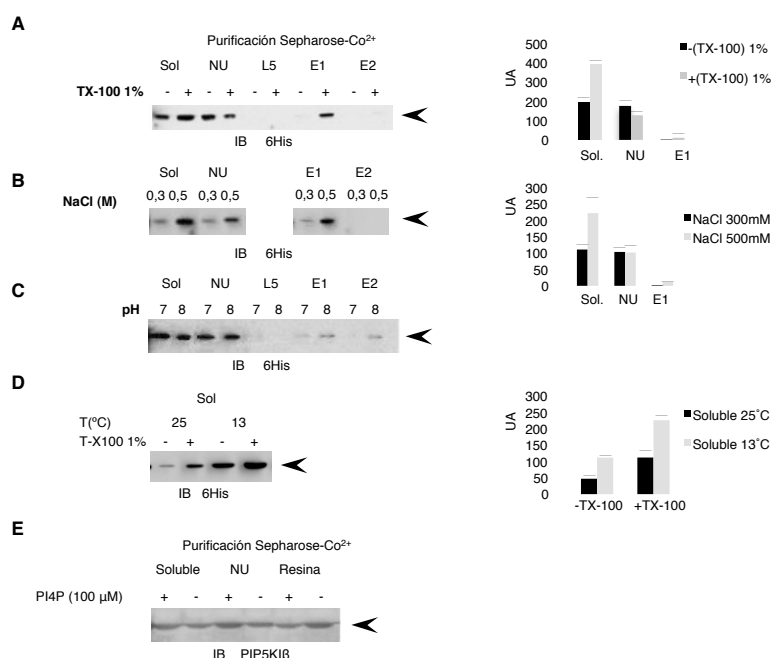 A
Purificación Sepharose-Co²⁺
Sol NU L5 E1 E2
TX-100 1% - + - + - + - + - +
IB 6His
UA
500
400
300
200
100
0
Sol. NU E1
-(TX-100) 1%
+(TX-100) 1%
B
Sol NU E1 E2
NaCl (M) 0,3 0,5 0,3 0,5 0,3 0,5 0,3 0,5
IB 6His
UA
300
250
200
150
100
50
0
Sol. NU E1
NaCl 300mM
NaCl 500mM
C
Sol NU L5 E1 E2
pH 7 8 7 8 7 8 7 8 7 8
IB 6His
D
Sol
T(ºC) 25 13
T-X100 1% - + - +
IB 6His
UA
300
250
200
150
100
50
0
-TX-100 +TX-100
Soluble 25˚C
Soluble 13˚C
E
Purificación Sepharose-Co²⁺
Soluble NU Resina
PI4P (100 µM) + - + - + -
IB PIP5KIß